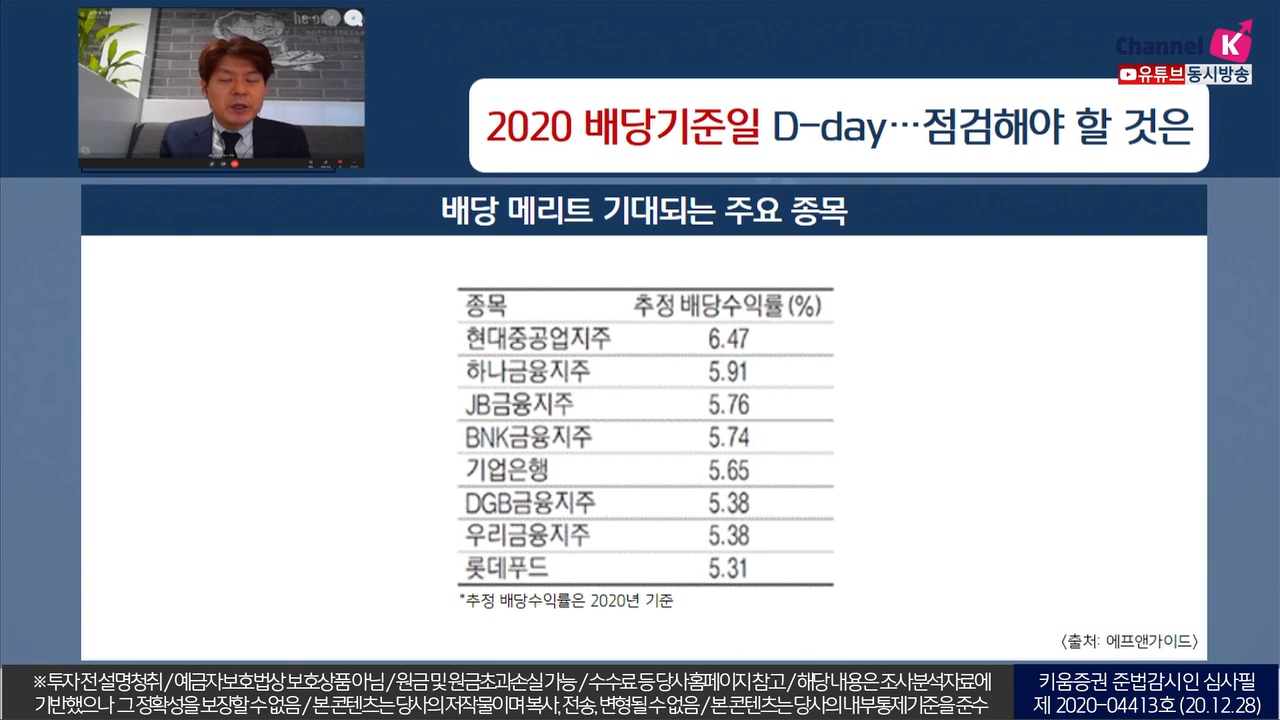 Channel K
유튜브동시방송
2020 배당기준일 D-day…점검해야 할 것은
배당 메리트 기대되는 주요 종목
종목 추정 배당수익률 (%)
현대중공업지주 6.47
하나금융지주 5.91
JB금융지주 5.76
BNK금융지주 5.74
기업은행 5.65
DGB금융지주 5.38
우리금융지주 5.38
롯데푸드 5.31
*추정 배당수익률은 2020년 기준
<출처: 에프앤가이드>
※ 투자 전 설명청취 / 예금자보호법상 보호상품 아님 / 원금 및 원금초과손실 가능 / 수수료 등 당사홈페이지 참고 / 해당 내용은 조사분석자료에
기반했으나 그 정확성을 보장할 수 없음 / 본 콘텐츠는 당사의 저작물이며 복사, 전송, 변형될 수 없음 / 본 콘텐츠는 당사의 내부통제기준을 준수
키움증권 준법감시인 심사필
제 2020-04413호 (20.12.28)